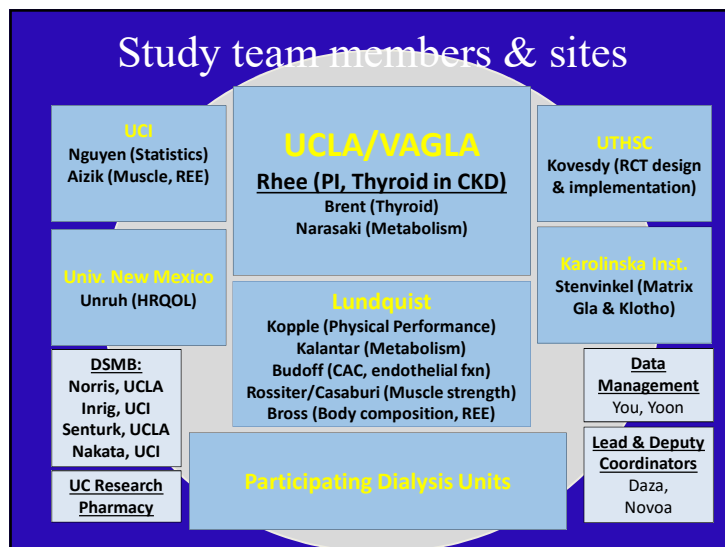 Study team members & sites
UCI
Nguyen (Statistics)
Aizik (Muscle, REE)
UCLA/VAGLA
Rhee (PI, Thyroid in CKD)
Brent (Thyroid)
Narasaki (Metabolism)
UTHSC
Kovesdy (RCT design
& implementation)
Univ. New Mexico
Unruh (HRQOL)
Lundquist
Kopple (Physical Performance)
Kalantar (Metabolism)
Budoff (CAC, endothelial fxn)
Rossiter/Casaburi (Muscle strength)
Bross (Body composition, REE)
Karolinska Inst.
Stenvinkel (Matrix
Gla & Klotho)
DSMB:
Norris, UCLA
Inrig, UCI
Senturk, UCLA
Nakata, UCI
Data
Management
You, Yoon
UC Research
Pharmacy
Participating Dialysis Units
Lead & Deputy
Coordinators
Daza,
Novoa